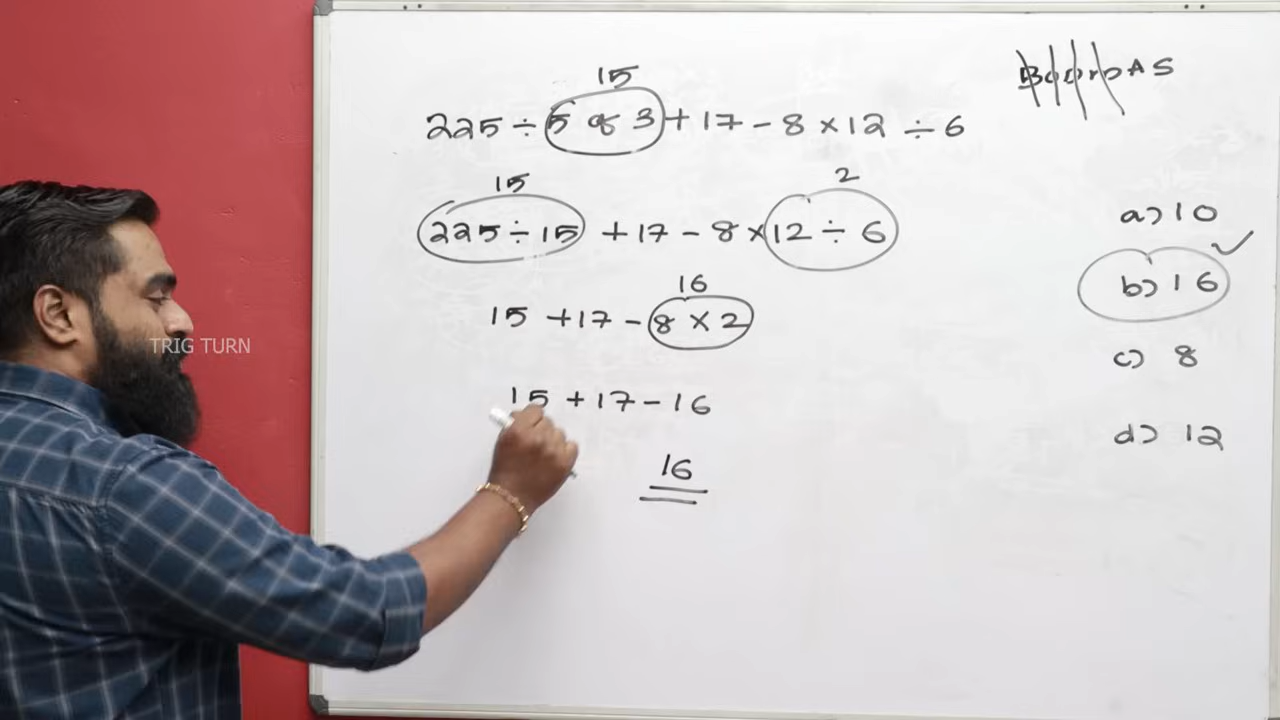 BODMAS
15
225 ÷ 5 of 3 + 17 - 8 × 12 ÷ 6
15 2
225 ÷ 15 + 17 - 8 × 12 ÷ 6
16
15 + 17 - 8 × 2
15 + 17 - 16
16
a) 10
b) 16 ✓
c) 8
d) 12
TRIG TURN